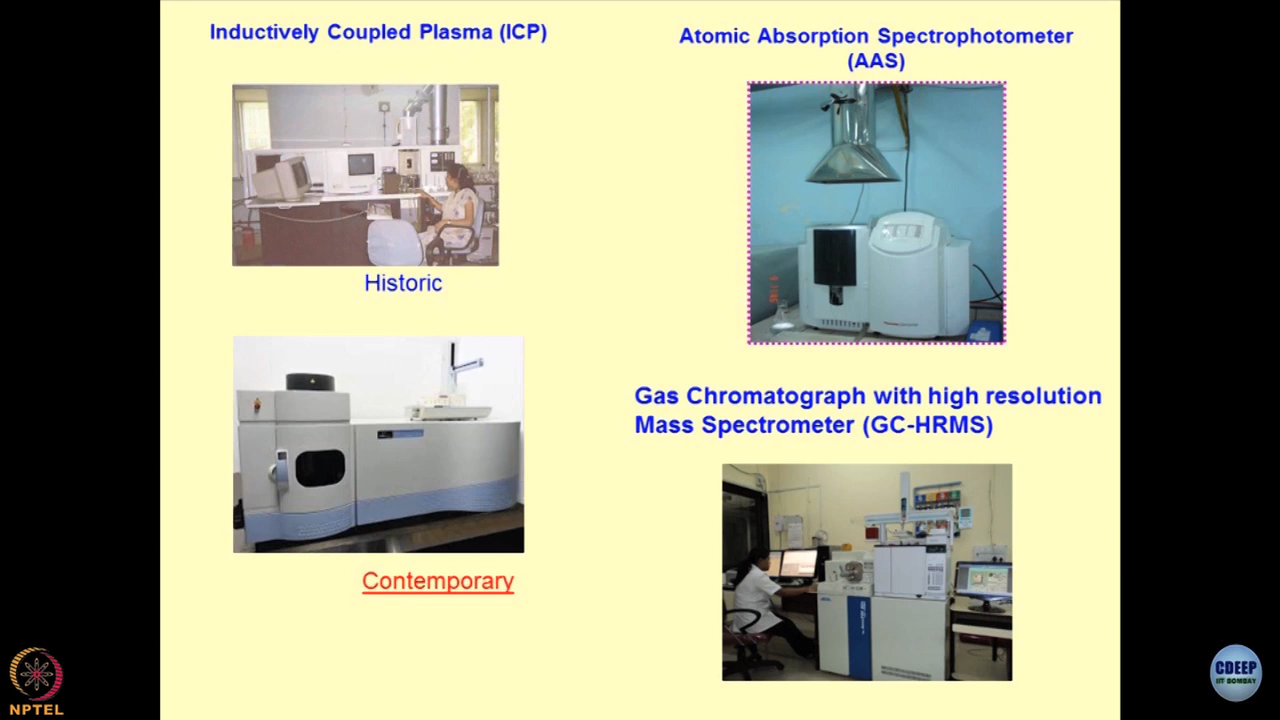 Inductively Coupled Plasma (ICP)
Historic
Contemporary
Atomic Absorption Spectrophotometer
(AAS)
Gas Chromatograph with high resolution
Mass Spectrometer (GC-HRMS)
NPTEL
CDEEP
IIT BOMBAY